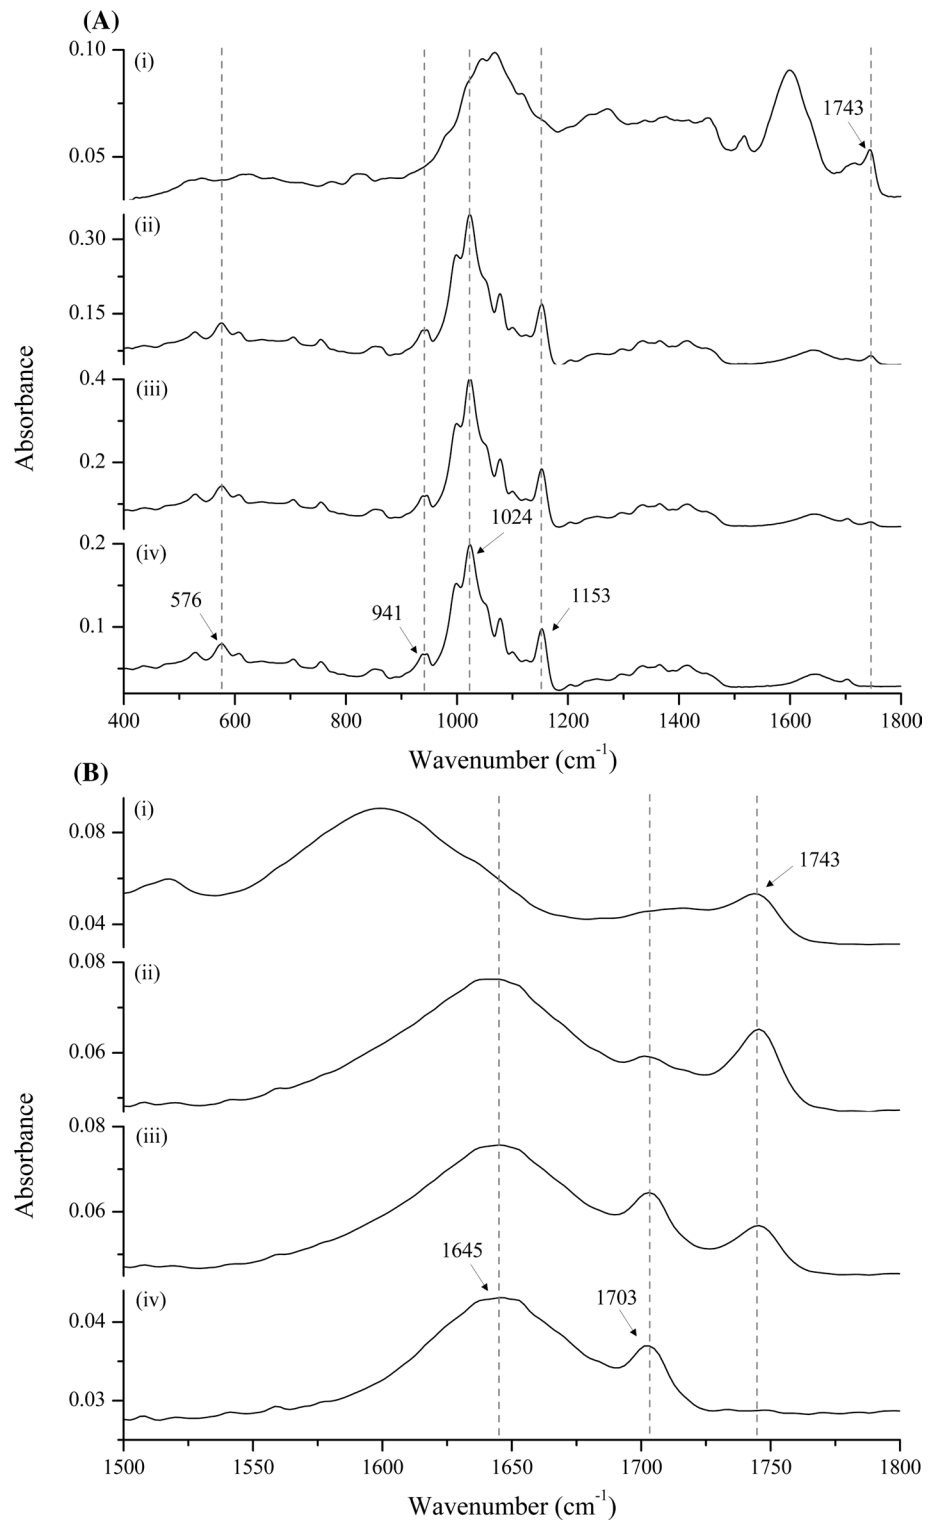 (A)
(i)
0.10
0.05
1743
(ii)
0.30
0.15
(iii)
0.4
0.2
1024
(iv)
0.2
0.1
576
941
1153
Absorbance
400 600 800 1000 1200 1400 1600 1800
Wavenumber (cm⁻¹)
(B)
(i)
0.08
0.04
1743
(ii)
0.08
0.06
(iii)
0.08
0.06
1645
(iv)
0.04
0.03
1703
Absorbance
1500 1550 1600 1650 1700 1750 1800
Wavenumber (cm⁻¹)